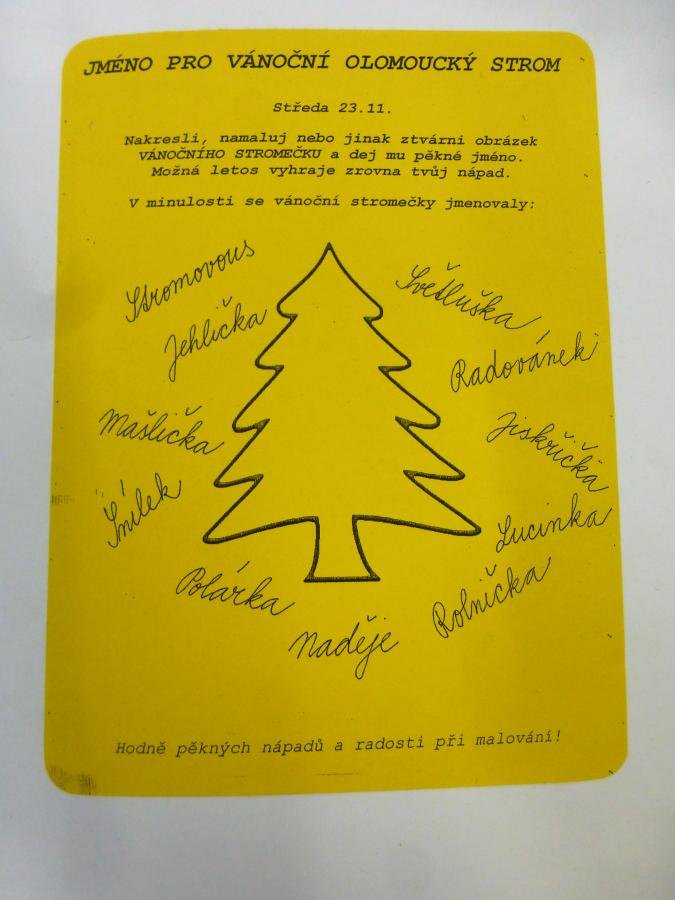 JMÉNO PRO VÁNOČNÍ OLOMOUCKÝ STROM
Středa 23.11.
Nakresli, namaluj nebo jinak ztvárni obrázek
VÁNOČNÍHO STROMEČKU a dej mu pěkné jméno.
Možná letos vyhraje zrovna tvůj nápad.
V minulosti se vánoční stromečky jmenovaly:
Stromovous
Světluška
Jehlička
Radovánek
Mašlička
Jiskřička
Smílek
Lucinka
Polárka
Rolnička
Naděje
Hodně pěkných nápadů a radosti při malování!